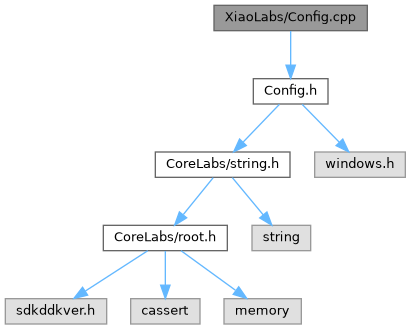 XiaoLabs/Config.cpp
Config.h
CoreLabs/string.h
windows.h
CoreLabs/root.h
string
sdkddkver.h
cassert
memory